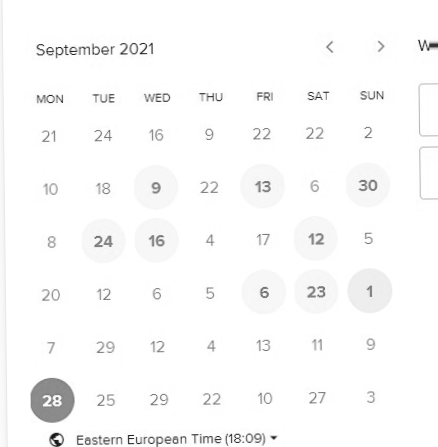 September 2021
MON TUE WED THU FRI SAT SUN
21 24 16 9 22 22 2
10 18 9 22 13 6 30
8 24 16 4 17 12 5
20 12 6 5 6 23 1
7 29 12 4 13 11 9
28 25 29 22 10 27 3
Eastern European Time (18:09)